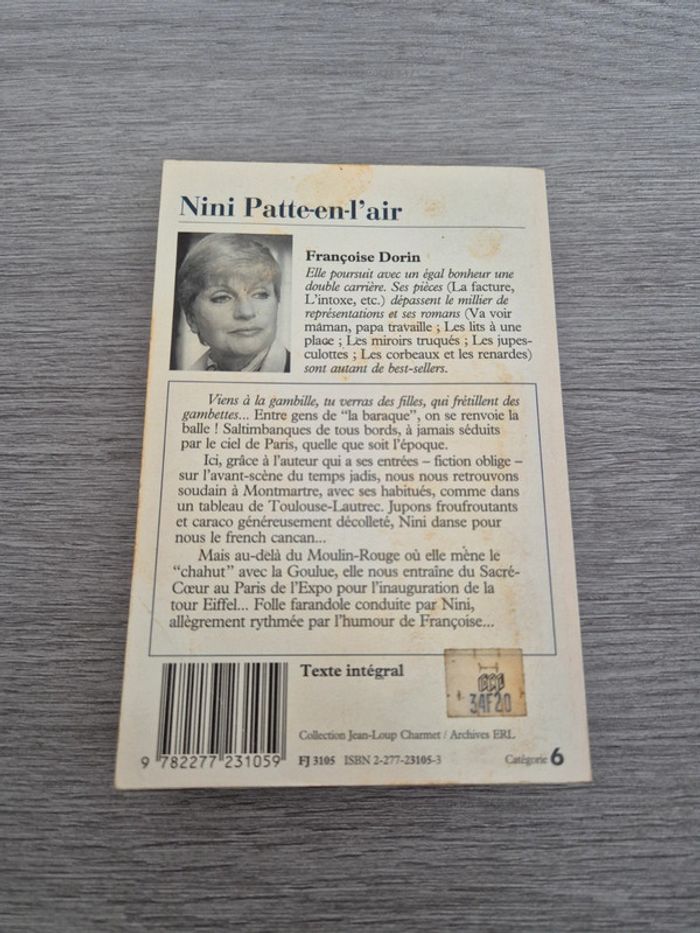 Nini Patte-en-l'air
Françoise Dorin
Elle poursuit avec un égal bonheur une
double carrière. Ses pièces (La facture,
L'intoxe, etc.) dépassent le millier de
représentations et ses romans (Va voir
maman, papa travaille ; Les lits à une
place ; Les miroirs truqués ; Les jupes-
culottes ; Les corbeaux et les renardes)
sont autant de best-sellers.
Viens à la gambille, tu verras des filles, qui frétillent des
gambettes... Entre gens de "la baraque", on se renvoie la
balle ! Saltimbanques de tous bords, à jamais séduits
par le ciel de Paris, quelle que soit l'époque.
Ici, grâce à l'auteur qui a ses entrées – fiction oblige –
sur l'avant-scène du temps jadis, nous nous retrouvons
soudain à Montmartre, avec ses habitués, comme dans
un tableau de Toulouse-Lautrec. Jupons froufroutants
et caraco généreusement décolleté, Nini danse pour
nous le french cancan...
Mais au-delà du Moulin-Rouge où elle mène le
"chahut" avec la Goulue, elle nous entraîne du Sacré-
Cœur au Paris de l'Expo pour l'inauguration de la
tour Eiffel... Folle farandole conduite par Nini,
allègrement rythmée par l'humour de Françoise...
Texte intégral
34F20
Collection Jean-Loup Charmet / Archives ERL
9 782277 231059
FJ 3105 ISBN 2-277-23105-3
Catégorie 6